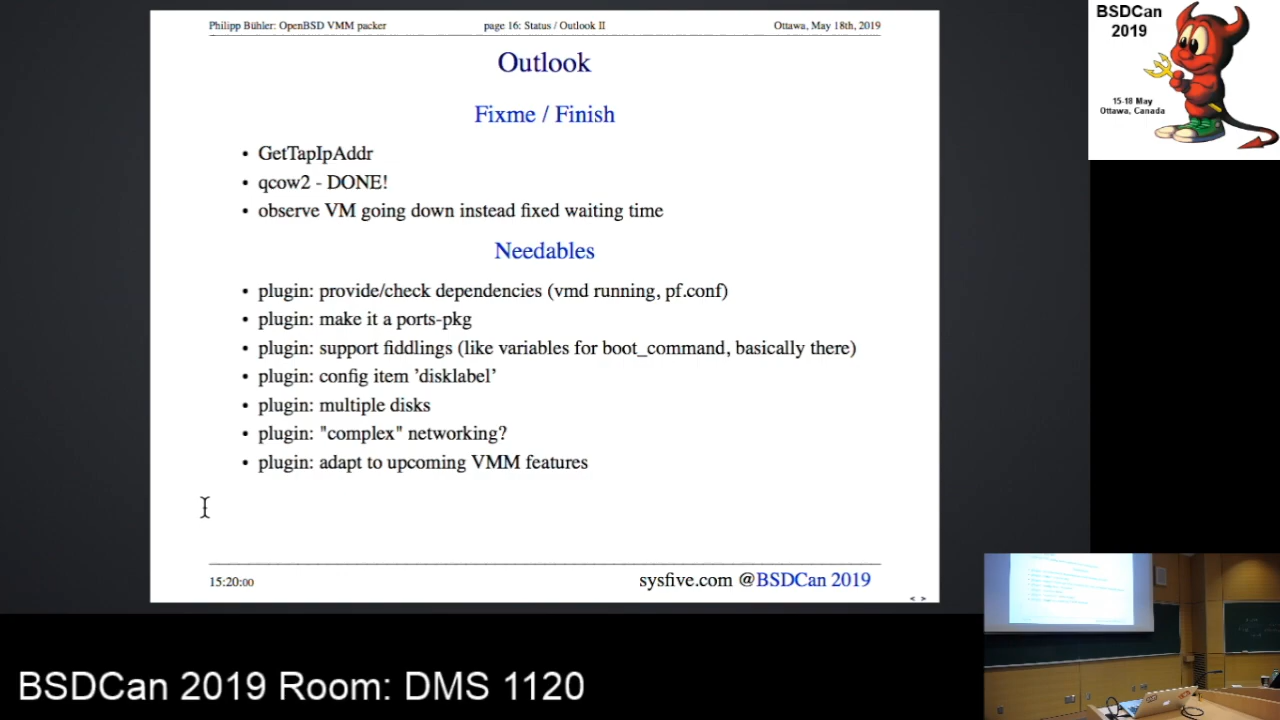 Philipp Bühler: OpenBSD VMM packer page 16: Status / Outlook II Ottawa, May 18th, 2019
Outlook
Fixme / Finish
• GetTapIpAddr
• qcow2 - DONE!
• observe VM going down instead fixed waiting time
Needables
• plugin: provide/check dependencies (vmd running, pf.conf)
• plugin: make it a ports-pkg
• plugin: support fiddlings (like variables for boot_command, basically there)
• plugin: config item ’disklabel’
• plugin: multiple disks
• plugin: "complex" networking?
• plugin: adapt to upcoming VMM features
15:20:00 sysfive.com @BSDCan 2019
< >
BSDCan
2019
15-18 May
Ottawa, Canada
BSDCan 2019 Room: DMS 1120